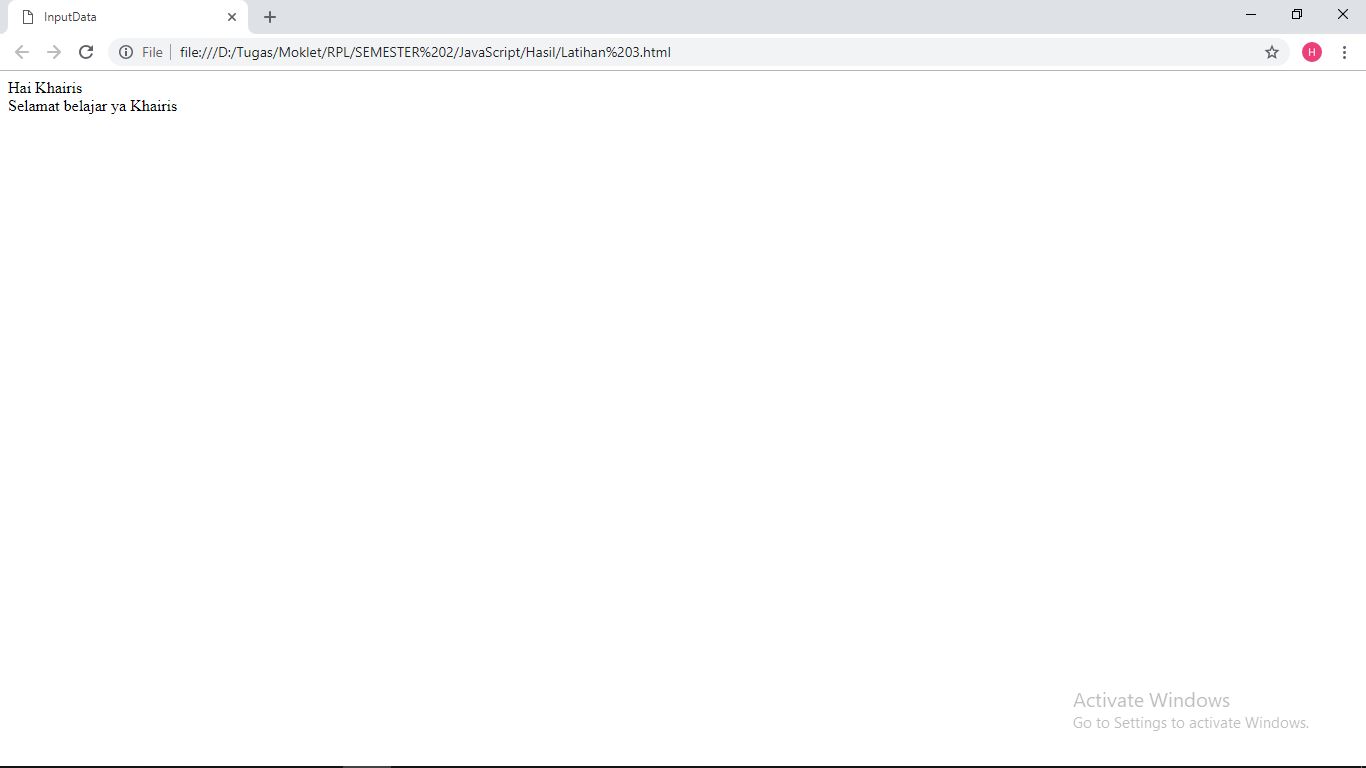 InputData
File file:///D:/Tugas/Moklet/RPL/SEMESTER%202/JavaScript/Hasil/Latihan%203.html H
Hai Khairis
Selamat belajar ya Khairis
Activate Windows
Go to Settings to activate Windows.